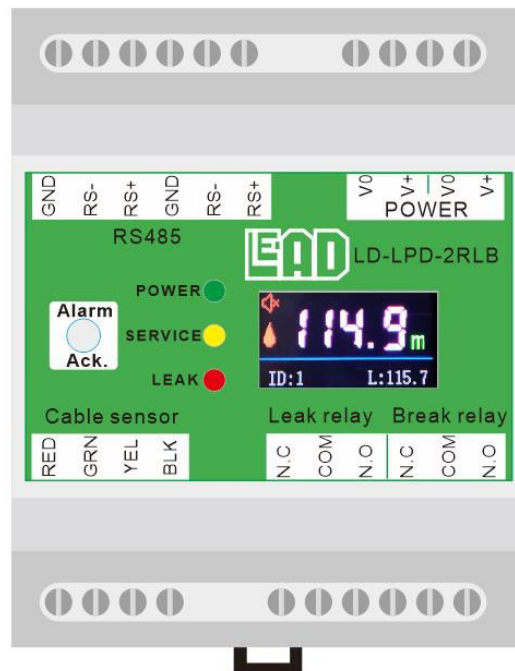 GND RS- RS+ GND RS- RS+
V0 V+ V0 V+
POWER
RS485
LEAD
LD-LPD-2RLB
POWER
Alarm
Ack.
SERVICE
LEAK
114.9m
ID:1 L:115.7
Cable sensor
Leak relay Break relay
RED GRN YEL BLK
N.C COM N.O N.C COM N.O